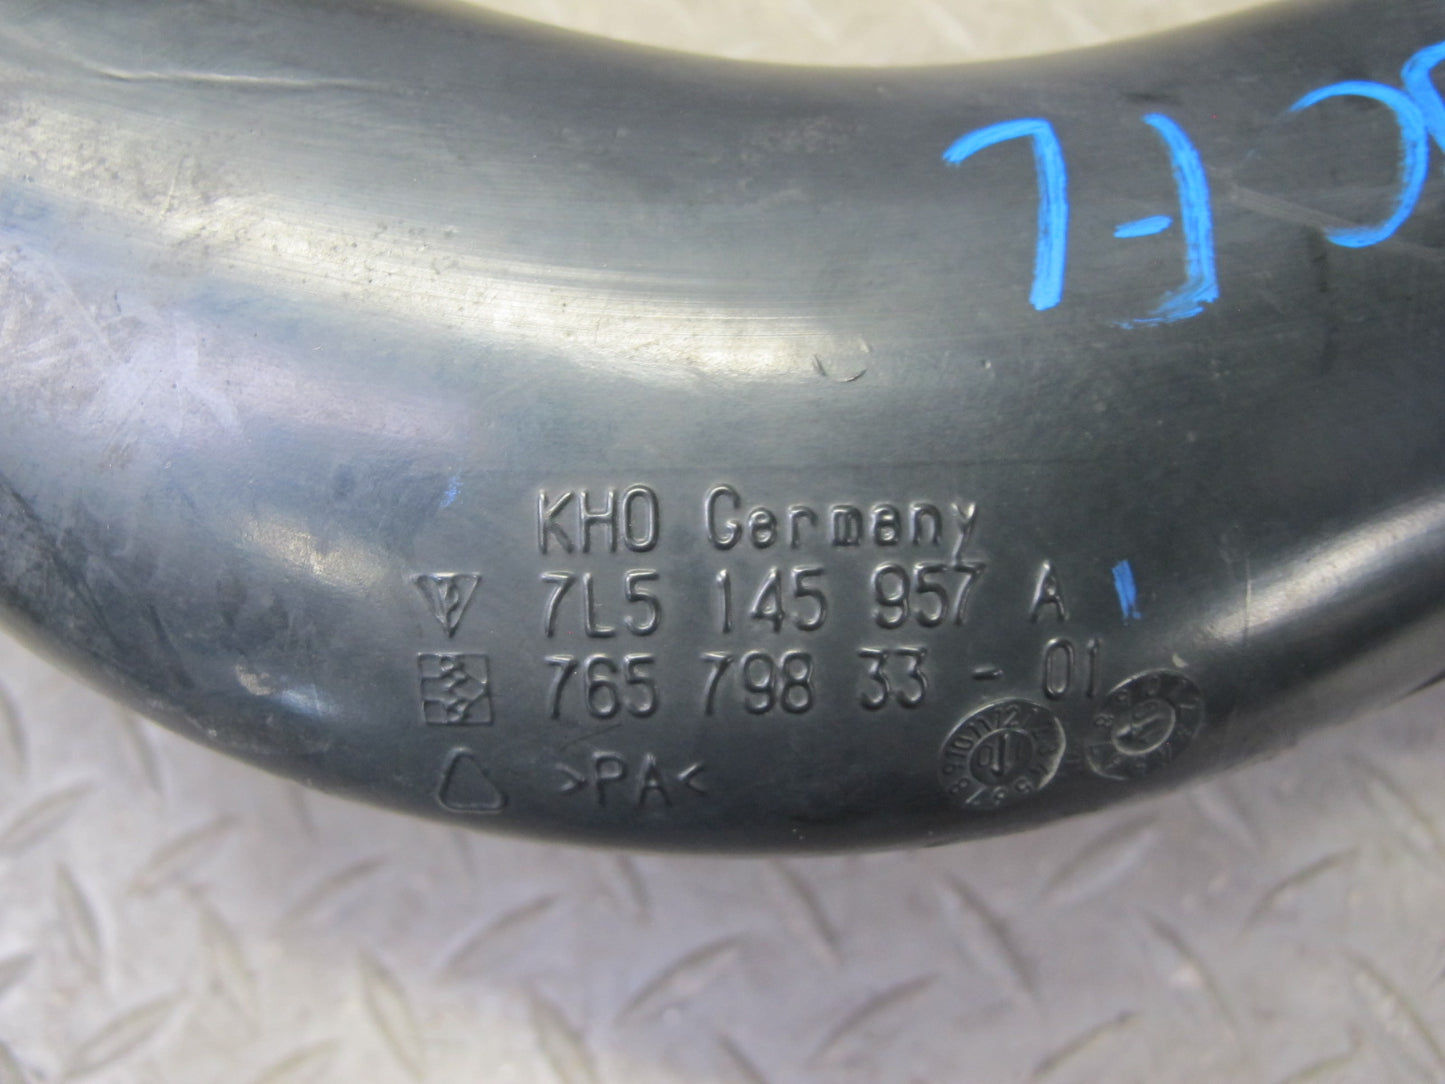 KHO Germany
7L5 145 957 A
765 798 33 - 01
>PA<